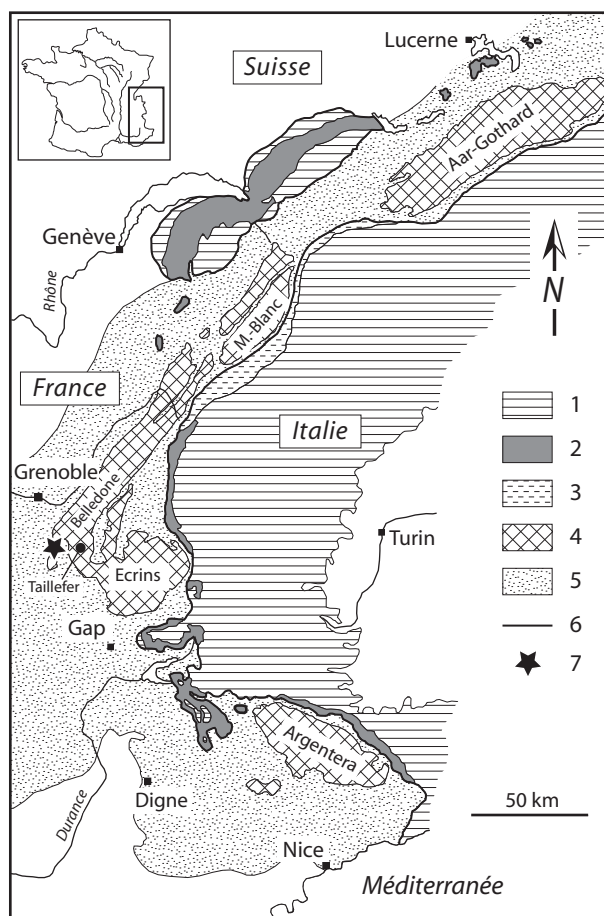 Lucerne
Suisse
Aar-Gothard
Genève
Rhône
N
M.-Blanc
France
1
2
Italie
3
Grenoble
Belledone
4
Turin
Taillefer
Ecrins
5
Gap
6
7
Argentera
Durance
Digne
50 km
Nice
Méditerranée